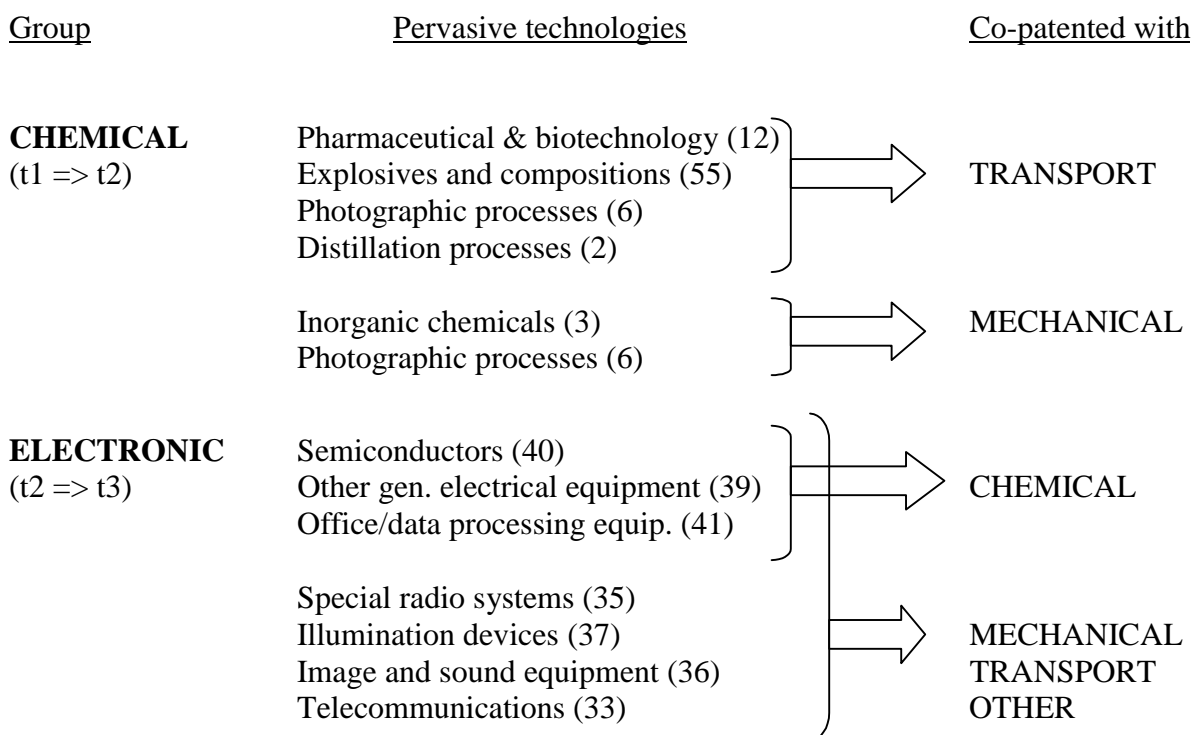 Group Pervasive technologies Co-patented with
CHEMICAL Pharmaceutical & biotechnology (12)
(t1 => t2) Explosives and compositions (55) TRANSPORT
Photographic processes (6)
Distillation processes (2)
Inorganic chemicals (3) MECHANICAL
Photographic processes (6)
ELECTRONIC Semiconductors (40)
(t2 => t3) Other gen. electrical equipment (39) CHEMICAL
Office/data processing equip. (41)
Special radio systems (35)
Illumination devices (37) MECHANICAL
Image and sound equipment (36) TRANSPORT
Telecommunications (33) OTHER